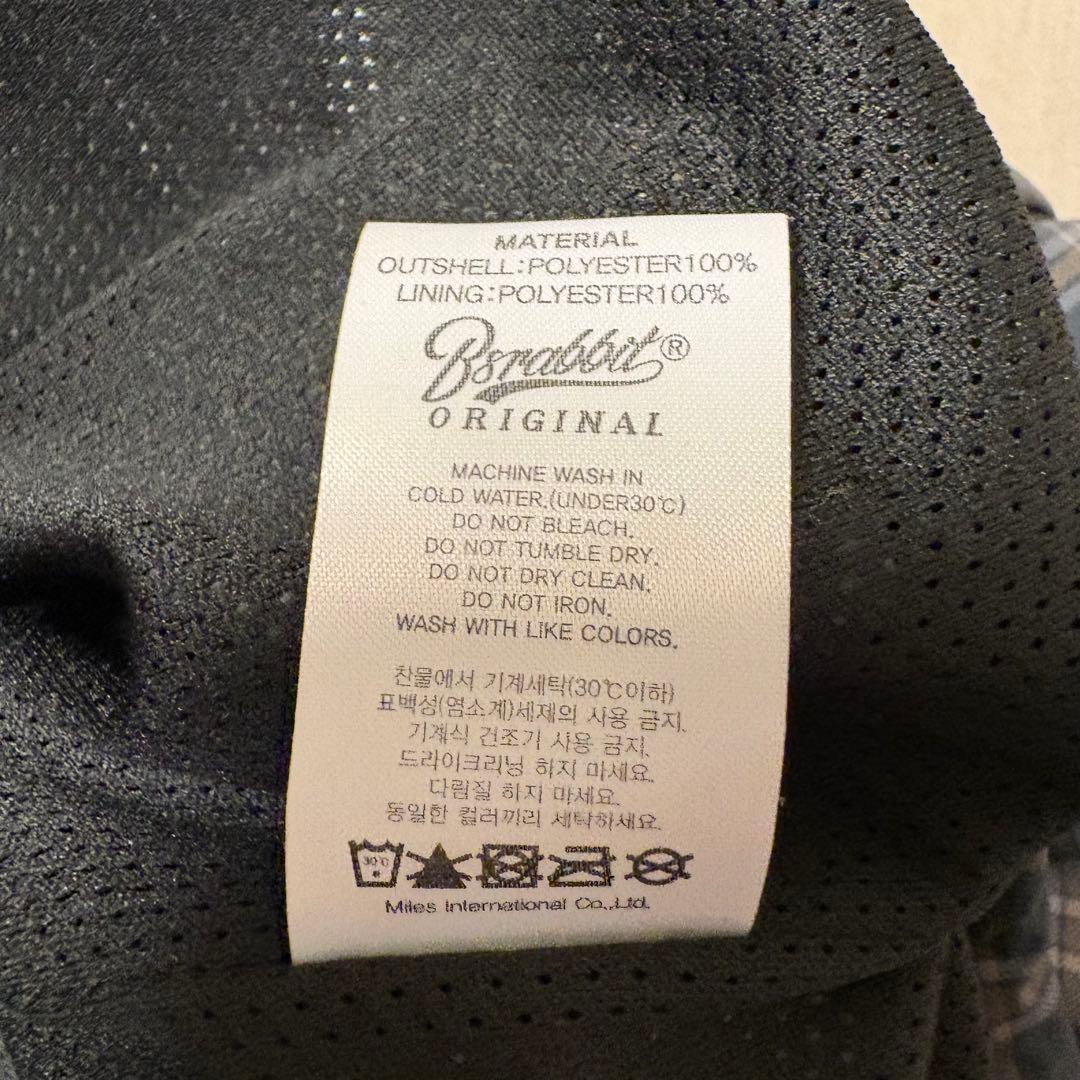 MATERIAL
OUTSHELL:POLYESTER100%
LINING:POLYESTER100%
Bsrabbit®
ORIGINAL
MACHINE WASH IN
COLD WATER.(UNDER30℃)
DO NOT BLEACH.
DO NOT TUMBLE DRY.
DO NOT DRY CLEAN.
DO NOT IRON.
WASH WITH LIKE COLORS.
찬물에서 기계세탁(30℃이하)
표백성(염소계)세제의 사용 금지.
기계식 건조기 사용 금지.
드라이크리닝 하지 마세요.
다림질 하지 마세요.
동일한 컬러끼리 세탁하세요.
30℃
Miles International Co.,Ltd.